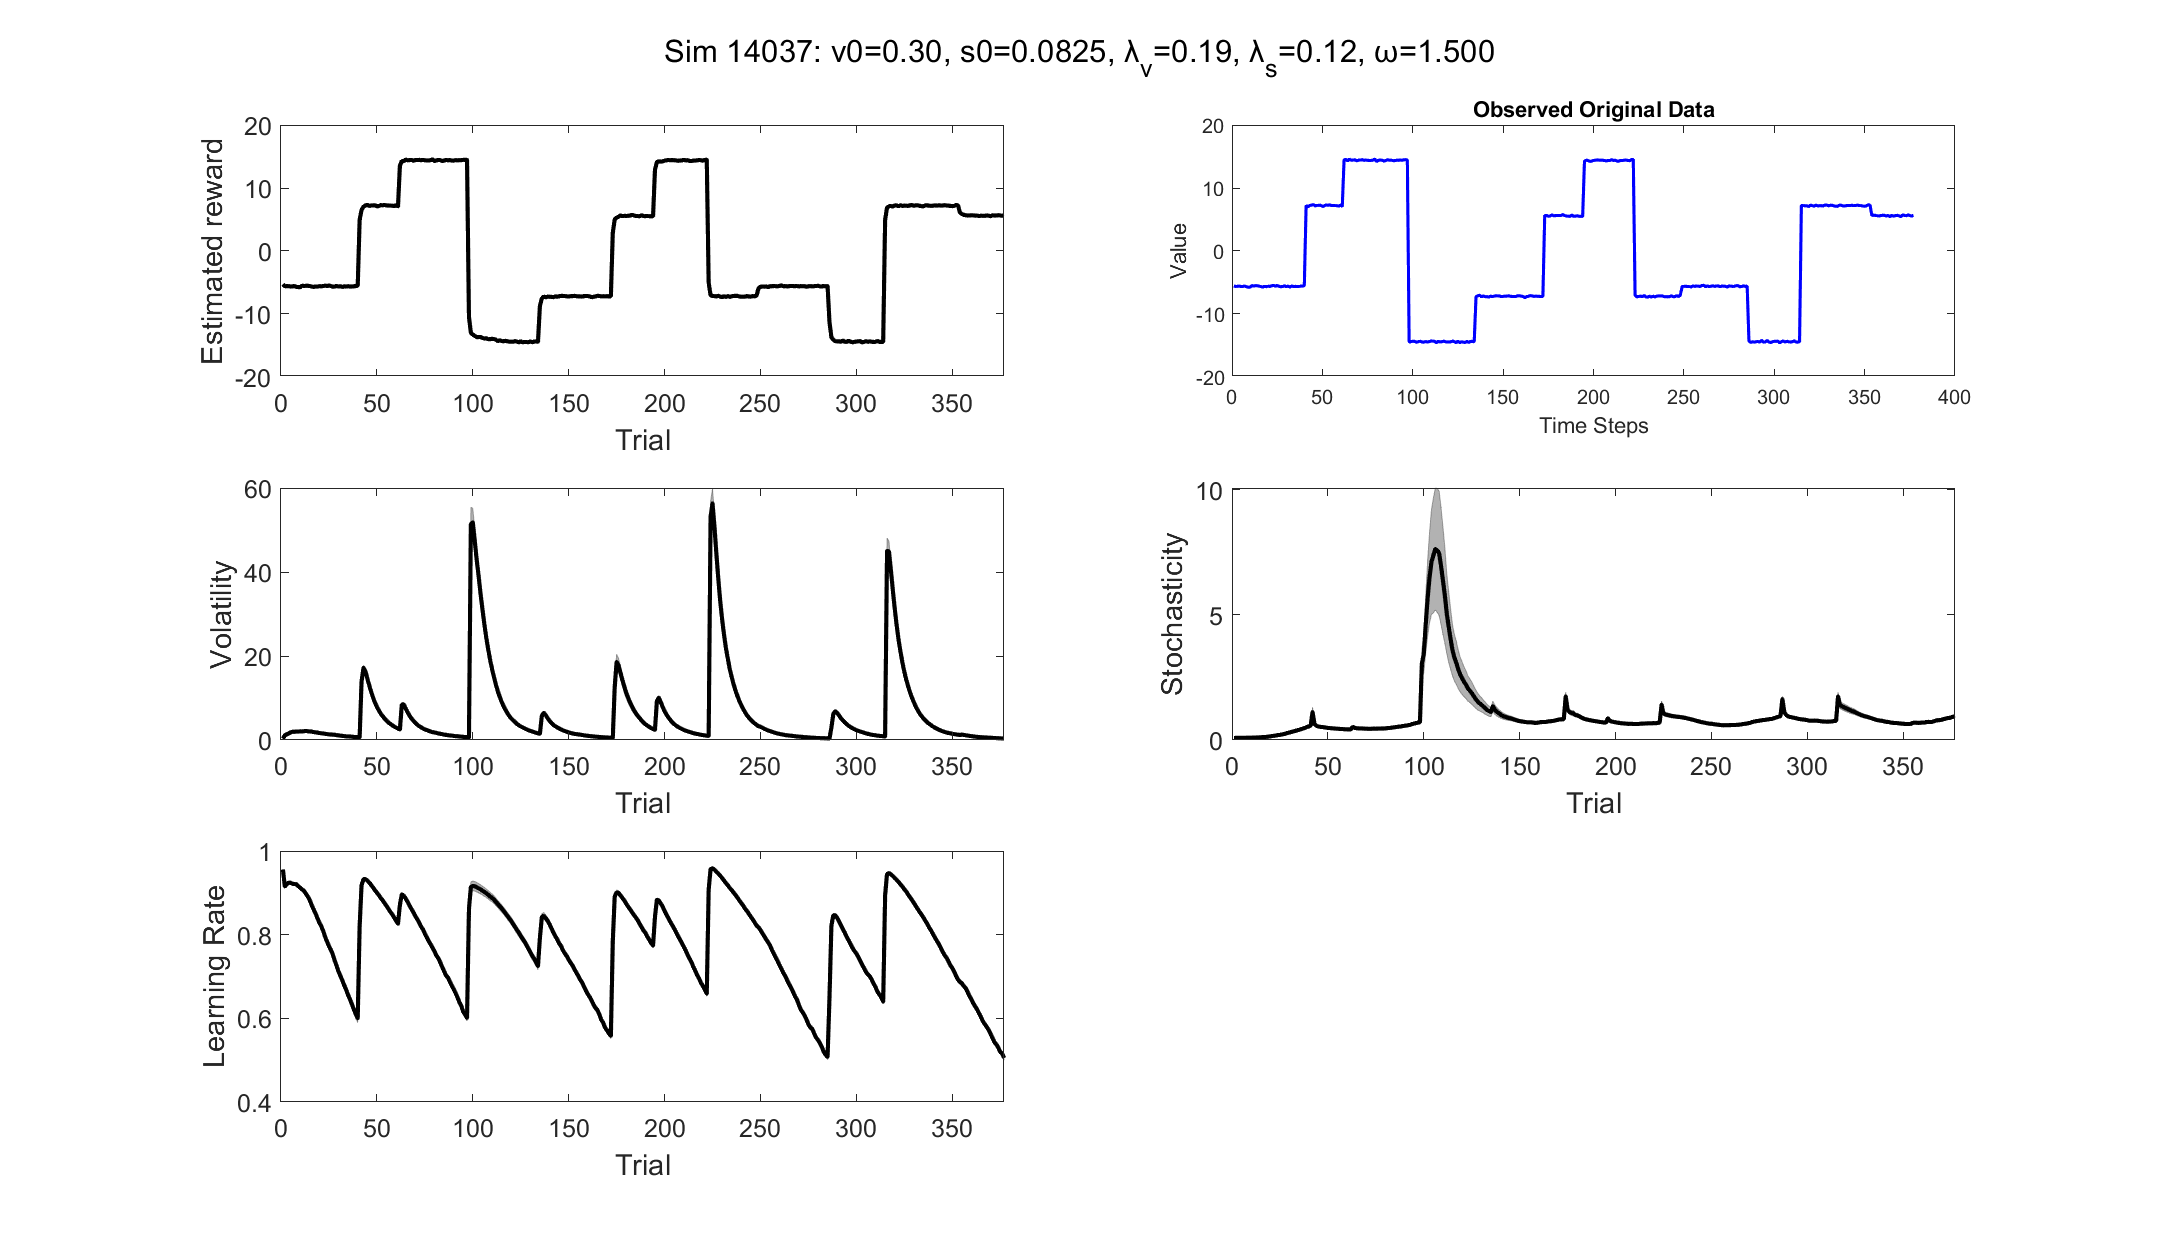 Sim 14037: v0=0.30, s0=0.0825, λv=0.19, λs=0.12, ω=1.500
Estimated reward
20
10
0
-10
-20
0 50 100 150 200 250 300 350
Trial
Observed Original Data
Value
20
10
0
-10
-20
0 50 100 150 200 250 300 350 400
Time Steps
Volatility
60
40
20
0
0 50 100 150 200 250 300 350
Trial
Stochasticity
10
5
0
0 50 100 150 200 250 300 350
Trial
Learning Rate
1
0.8
0.6
0.4
0 50 100 150 200 250 300 350
Trial